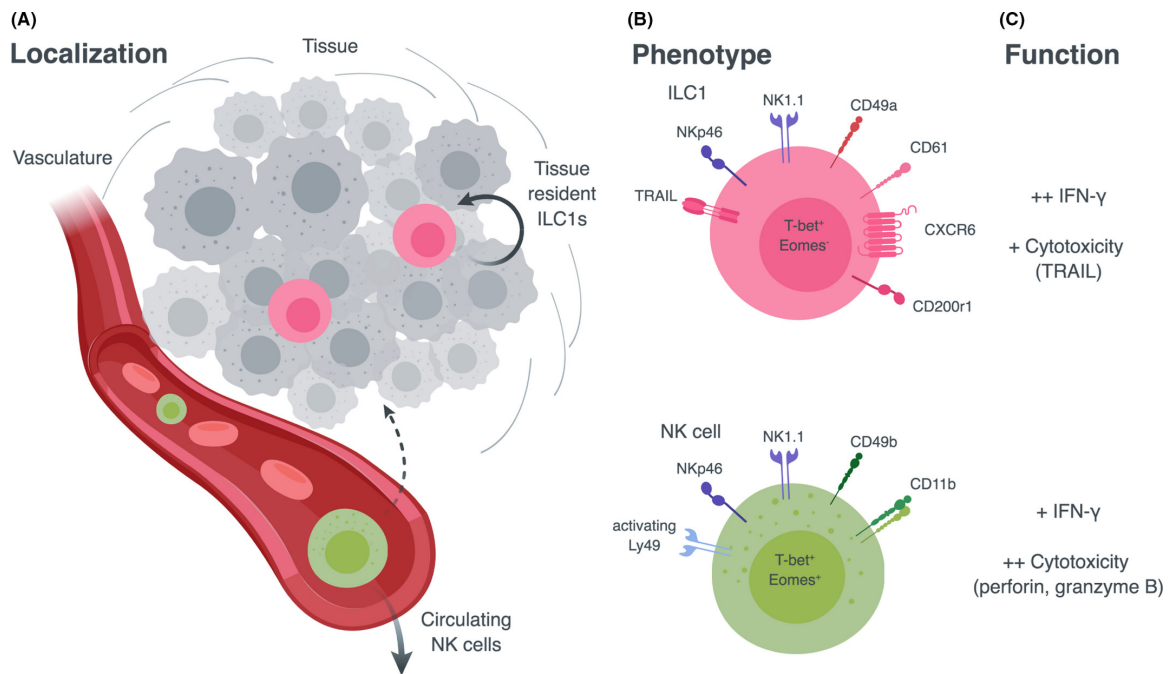 (A)
Localization
Tissue
Vasculature
Tissue
resident
ILC1s
Circulating
NK cells
(B)
Phenotype
ILC1
NK1.1
CD49a
NKp46
CD61
TRAIL
T-bet⁺
Eomes⁻
CXCR6
CD200r1
NK cell
NK1.1
CD49b
NKp46
CD11b
activating
Ly49
T-bet⁺
Eomes⁺
(C)
Function
++ IFN-γ
+ Cytotoxicity
(TRAIL)
+ IFN-γ
++ Cytotoxicity
(perforin, granzyme B)